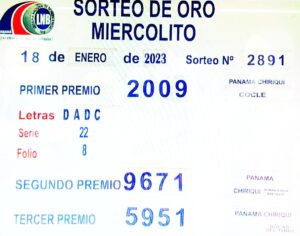 LNB
SORTEO DE ORO
MIERCOLITO
18 de ENERO de 2023 Sorteo Nº 2891
PRIMER PREMIO 2009 PANAMA CHIRIQUI
COCLE
Letras D A D C
Serie 22
Folio 8
SEGUNDO PREMIO 9671 PANAMA
CHIRIQUI
TERCER PREMIO 5951 PANAMA CHIRIQUI